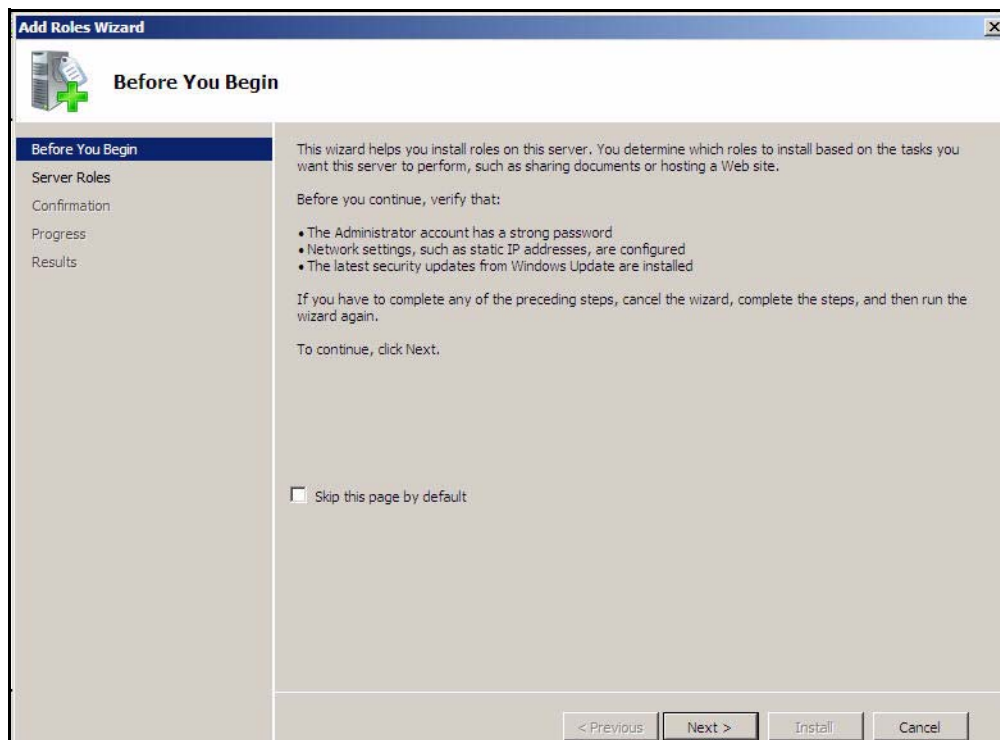 Add Roles Wizard
Before You Begin
Before You Begin
Server Roles
Confirmation
Progress
Results
This wizard helps you install roles on this server. You determine which roles to install based on the tasks you
want this server to perform, such as sharing documents or hosting a Web site.
Before you continue, verify that:
• The Administrator account has a strong password
• Network settings, such as static IP addresses, are configured
• The latest security updates from Windows Update are installed
If you have to complete any of the preceding steps, cancel the wizard, complete the steps, and then run the
wizard again.
To continue, click Next.
Skip this page by default
< Previous
Next >
Install
Cancel